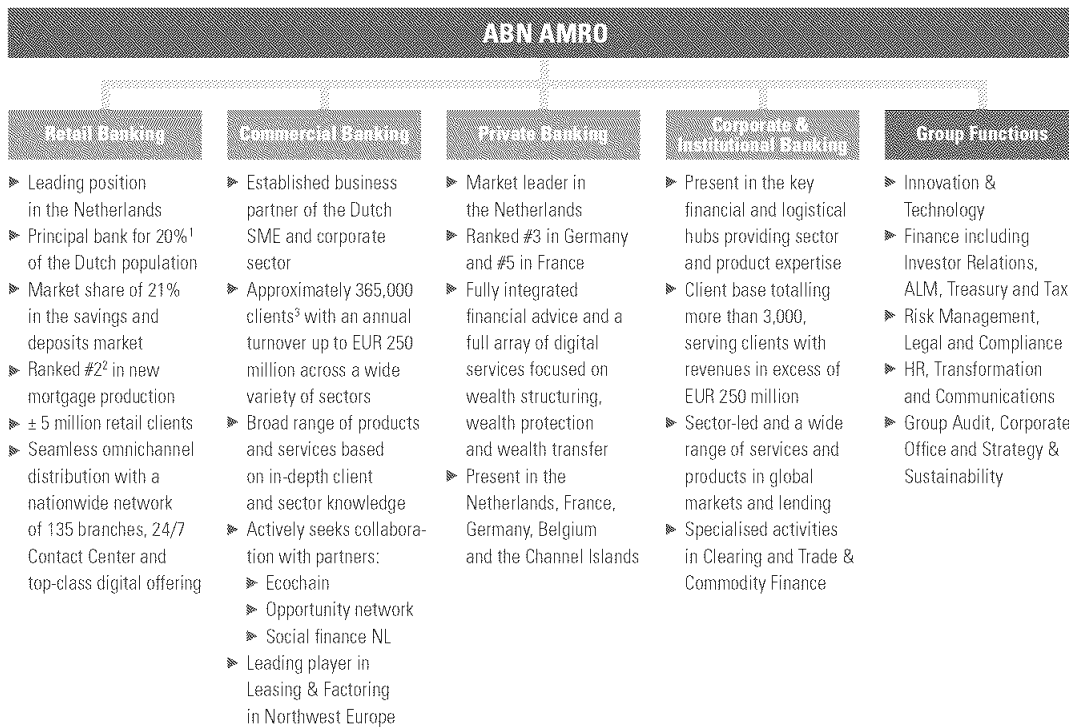 ABN AMRO
Retail Banking
▶ Leading position
in the Netherlands
▶ Principal bank for 20%¹
of the Dutch population
▶ Market share of 21%
in the savings and
deposits market
▶ Ranked #2² in new
mortgage production
▶ ± 5 million retail clients
▶ Seamless omnichannel
distribution with a
nationwide network
of 135 branches, 24/7
Contact Center and
top-class digital offering
Commercial Banking
▶ Established business
partner of the Dutch
SME and corporate
sector
▶ Approximately 365,000
clients³ with an annual
turnover up to EUR 250
million across a wide
variety of sectors
▶ Broad range of products
and services based
on in-depth client
and sector knowledge
▶ Actively seeks collabora-
tion with partners:
▶ Ecochain
▶ Opportunity network
▶ Social finance NL
▶ Leading player in
Leasing & Factoring
in Northwest Europe
Private Banking
▶ Market leader in
the Netherlands
▶ Ranked #3 in Germany
and #5 in France
▶ Fully integrated
financial advice and a
full array of digital
services focused on
wealth structuring,
wealth protection
and wealth transfer
▶ Present in the
Netherlands, France,
Germany, Belgium
and the Channel Islands
Corporate &
Institutional Banking
▶ Present in the key
financial and logistical
hubs providing sector
and product expertise
▶ Client base totalling
more than 3,000,
serving clients with
revenues in excess of
EUR 250 million
▶ Sector-led and a wide
range of services and
products in global
markets and lending
▶ Specialised activities
in Clearing and Trade &
Commodity Finance
Group Functions
▶ Innovation &
Technology
▶ Finance including
Investor Relations,
ALM, Treasury and Tax
▶ Risk Management,
Legal and Compliance
▶ HR, Transformation
and Communications
▶ Group Audit, Corporate
Office and Strategy &
Sustainability